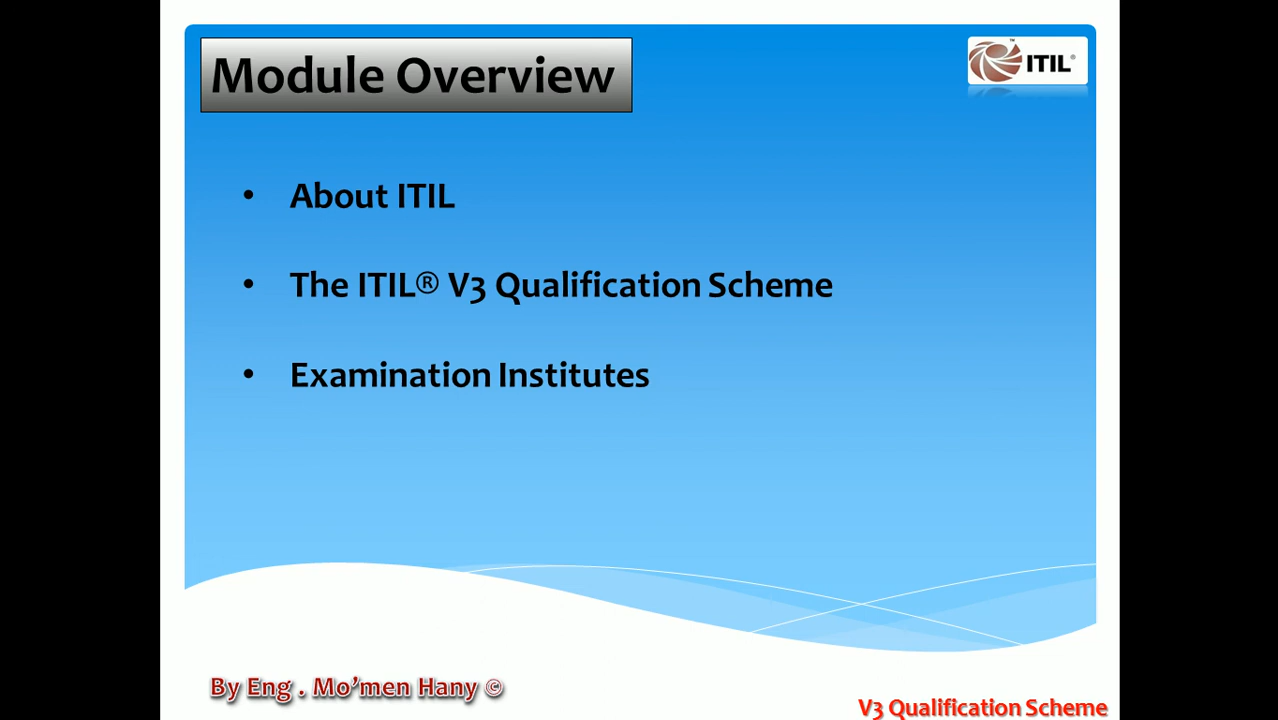 Module Overview
ITIL®
• About ITIL
• The ITIL® V3 Qualification Scheme
• Examination Institutes
By Eng . Mo’men Hany ©
V3 Qualification Scheme